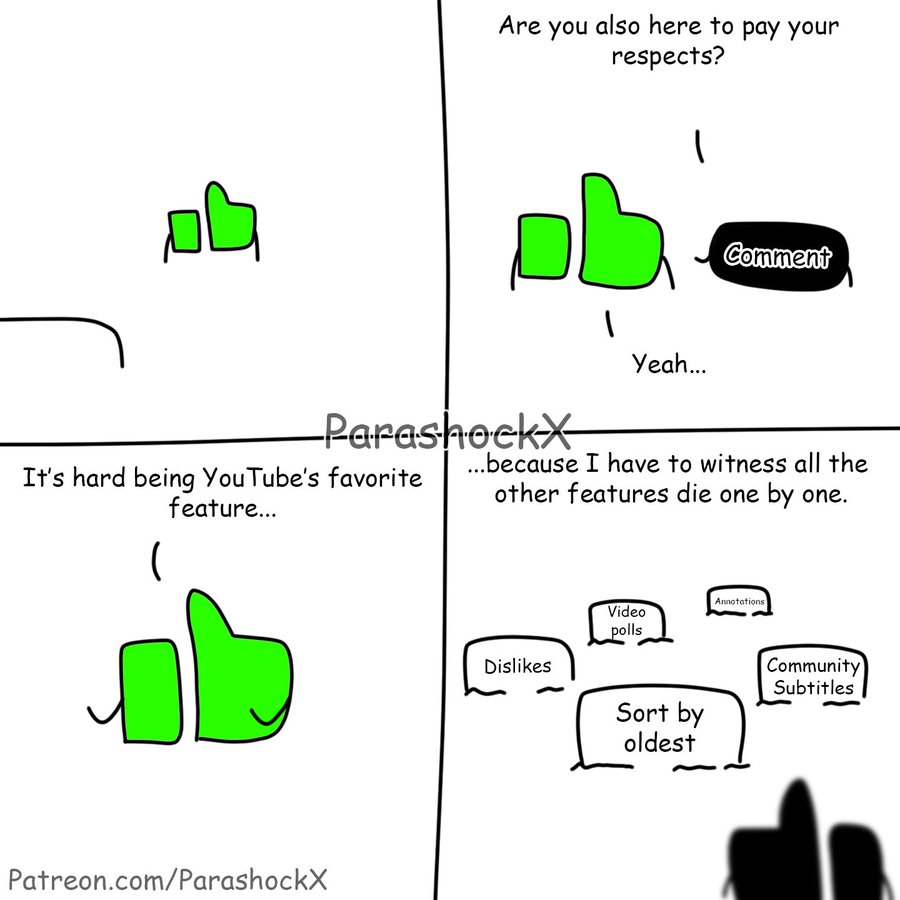 Are you also here to pay your
respects?
Comment
Yeah...
ParashockX
It's hard being YouTube's favorite
feature...
...because I have to witness all the
other features die one by one.
Annotations
Video
polls
Dislikes
Community
Subtitles
Sort by
oldest
Patreon.com/ParashockX